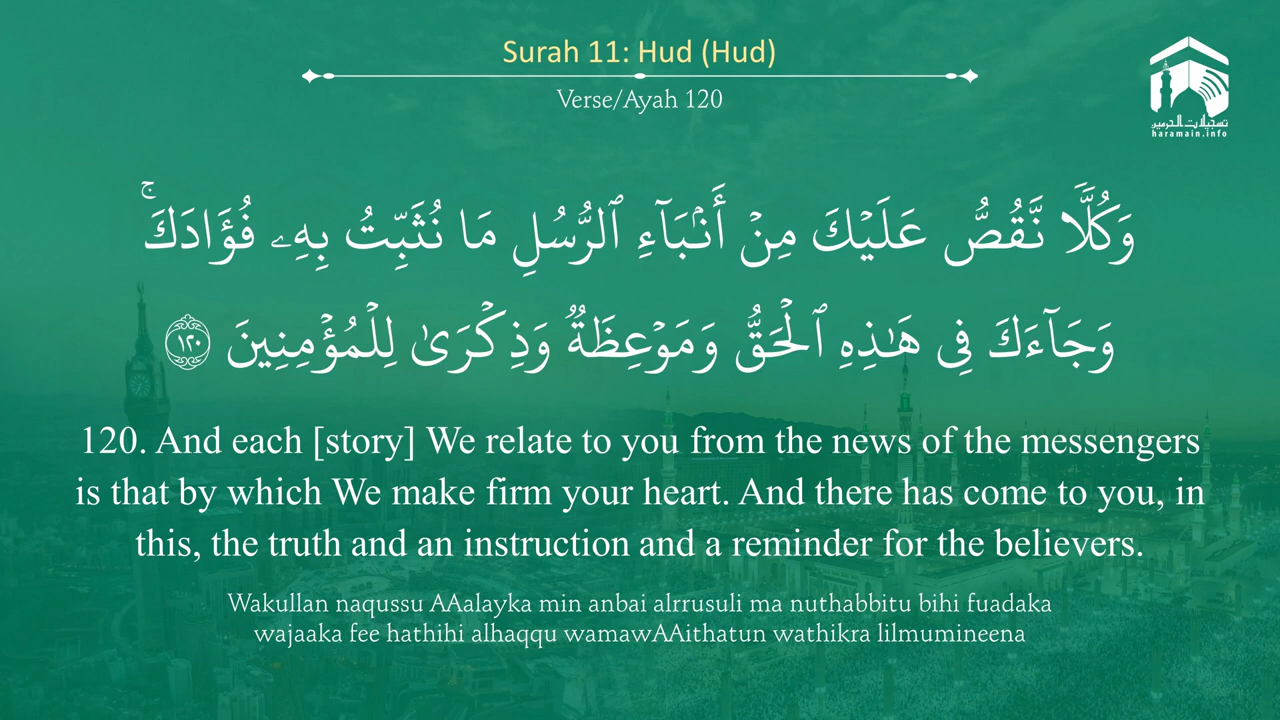 Surah 11: Hud (Hud)
Verse/Ayah 120
تسجيلات الحرمين
haramain.info
وَكُلًّۭا نَّقُصُّ عَلَيْكَ مِنْ أَنۢبَآءِ ٱلرُّسُلِ مَا نُثَبِّتُ بِهِۦ فُؤَادَكَ ۚ
وَجَآءَكَ فِى هَـٰذِهِ ٱلْحَقُّ وَمَوْعِظَةٌۭ وَذِكْرَىٰ لِلْمُؤْمِنِينَ ١٢٠
120. And each [story] We relate to you from the news of the messengers
is that by which We make firm your heart. And there has come to you, in
this, the truth and an instruction and a reminder for the believers.
Wakullan naqussu AAalayka min anbai alrrusuli ma nuthabbitu bihi fuadaka
wajaaka fee hathihi alhaqqu wamawAAithatun wathikra lilmumineena